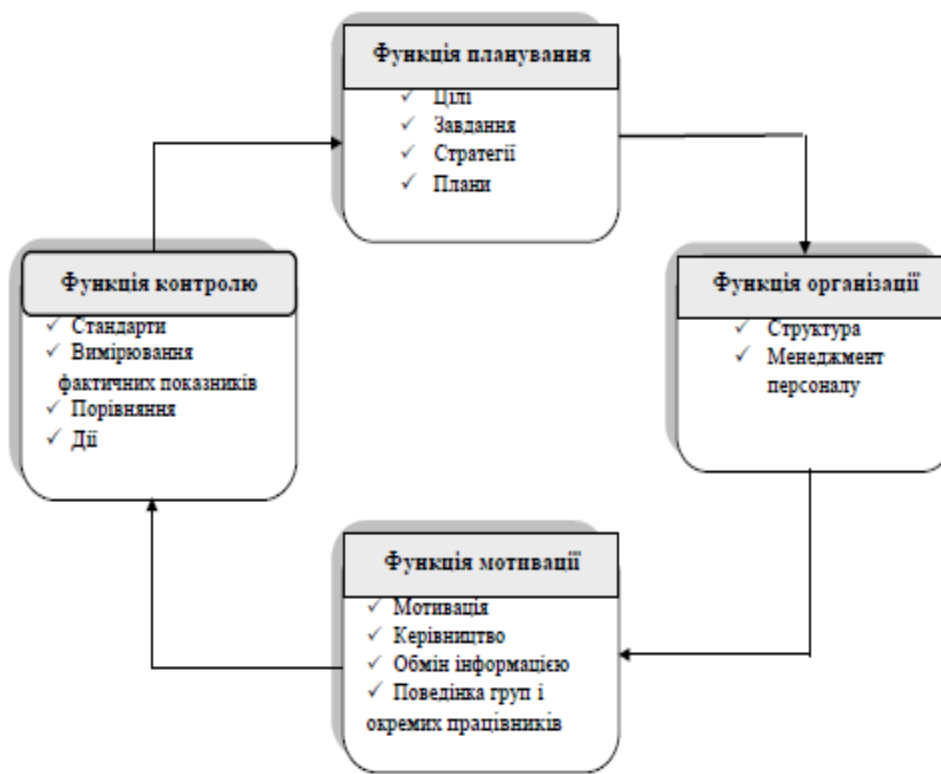 Функція планування
✓ Цілі
✓ Завдання
✓ Стратегії
✓ Плани
Функція контролю
✓ Стандарти
✓ Вимірювання
фактичних показників
✓ Порівняння
✓ Дії
Функція організації
✓ Структура
✓ Менеджмент
персоналу
Функція мотивації
✓ Мотивація
✓ Керівництво
✓ Обмін інформацією
✓ Поведінка груп і
окремих працівників